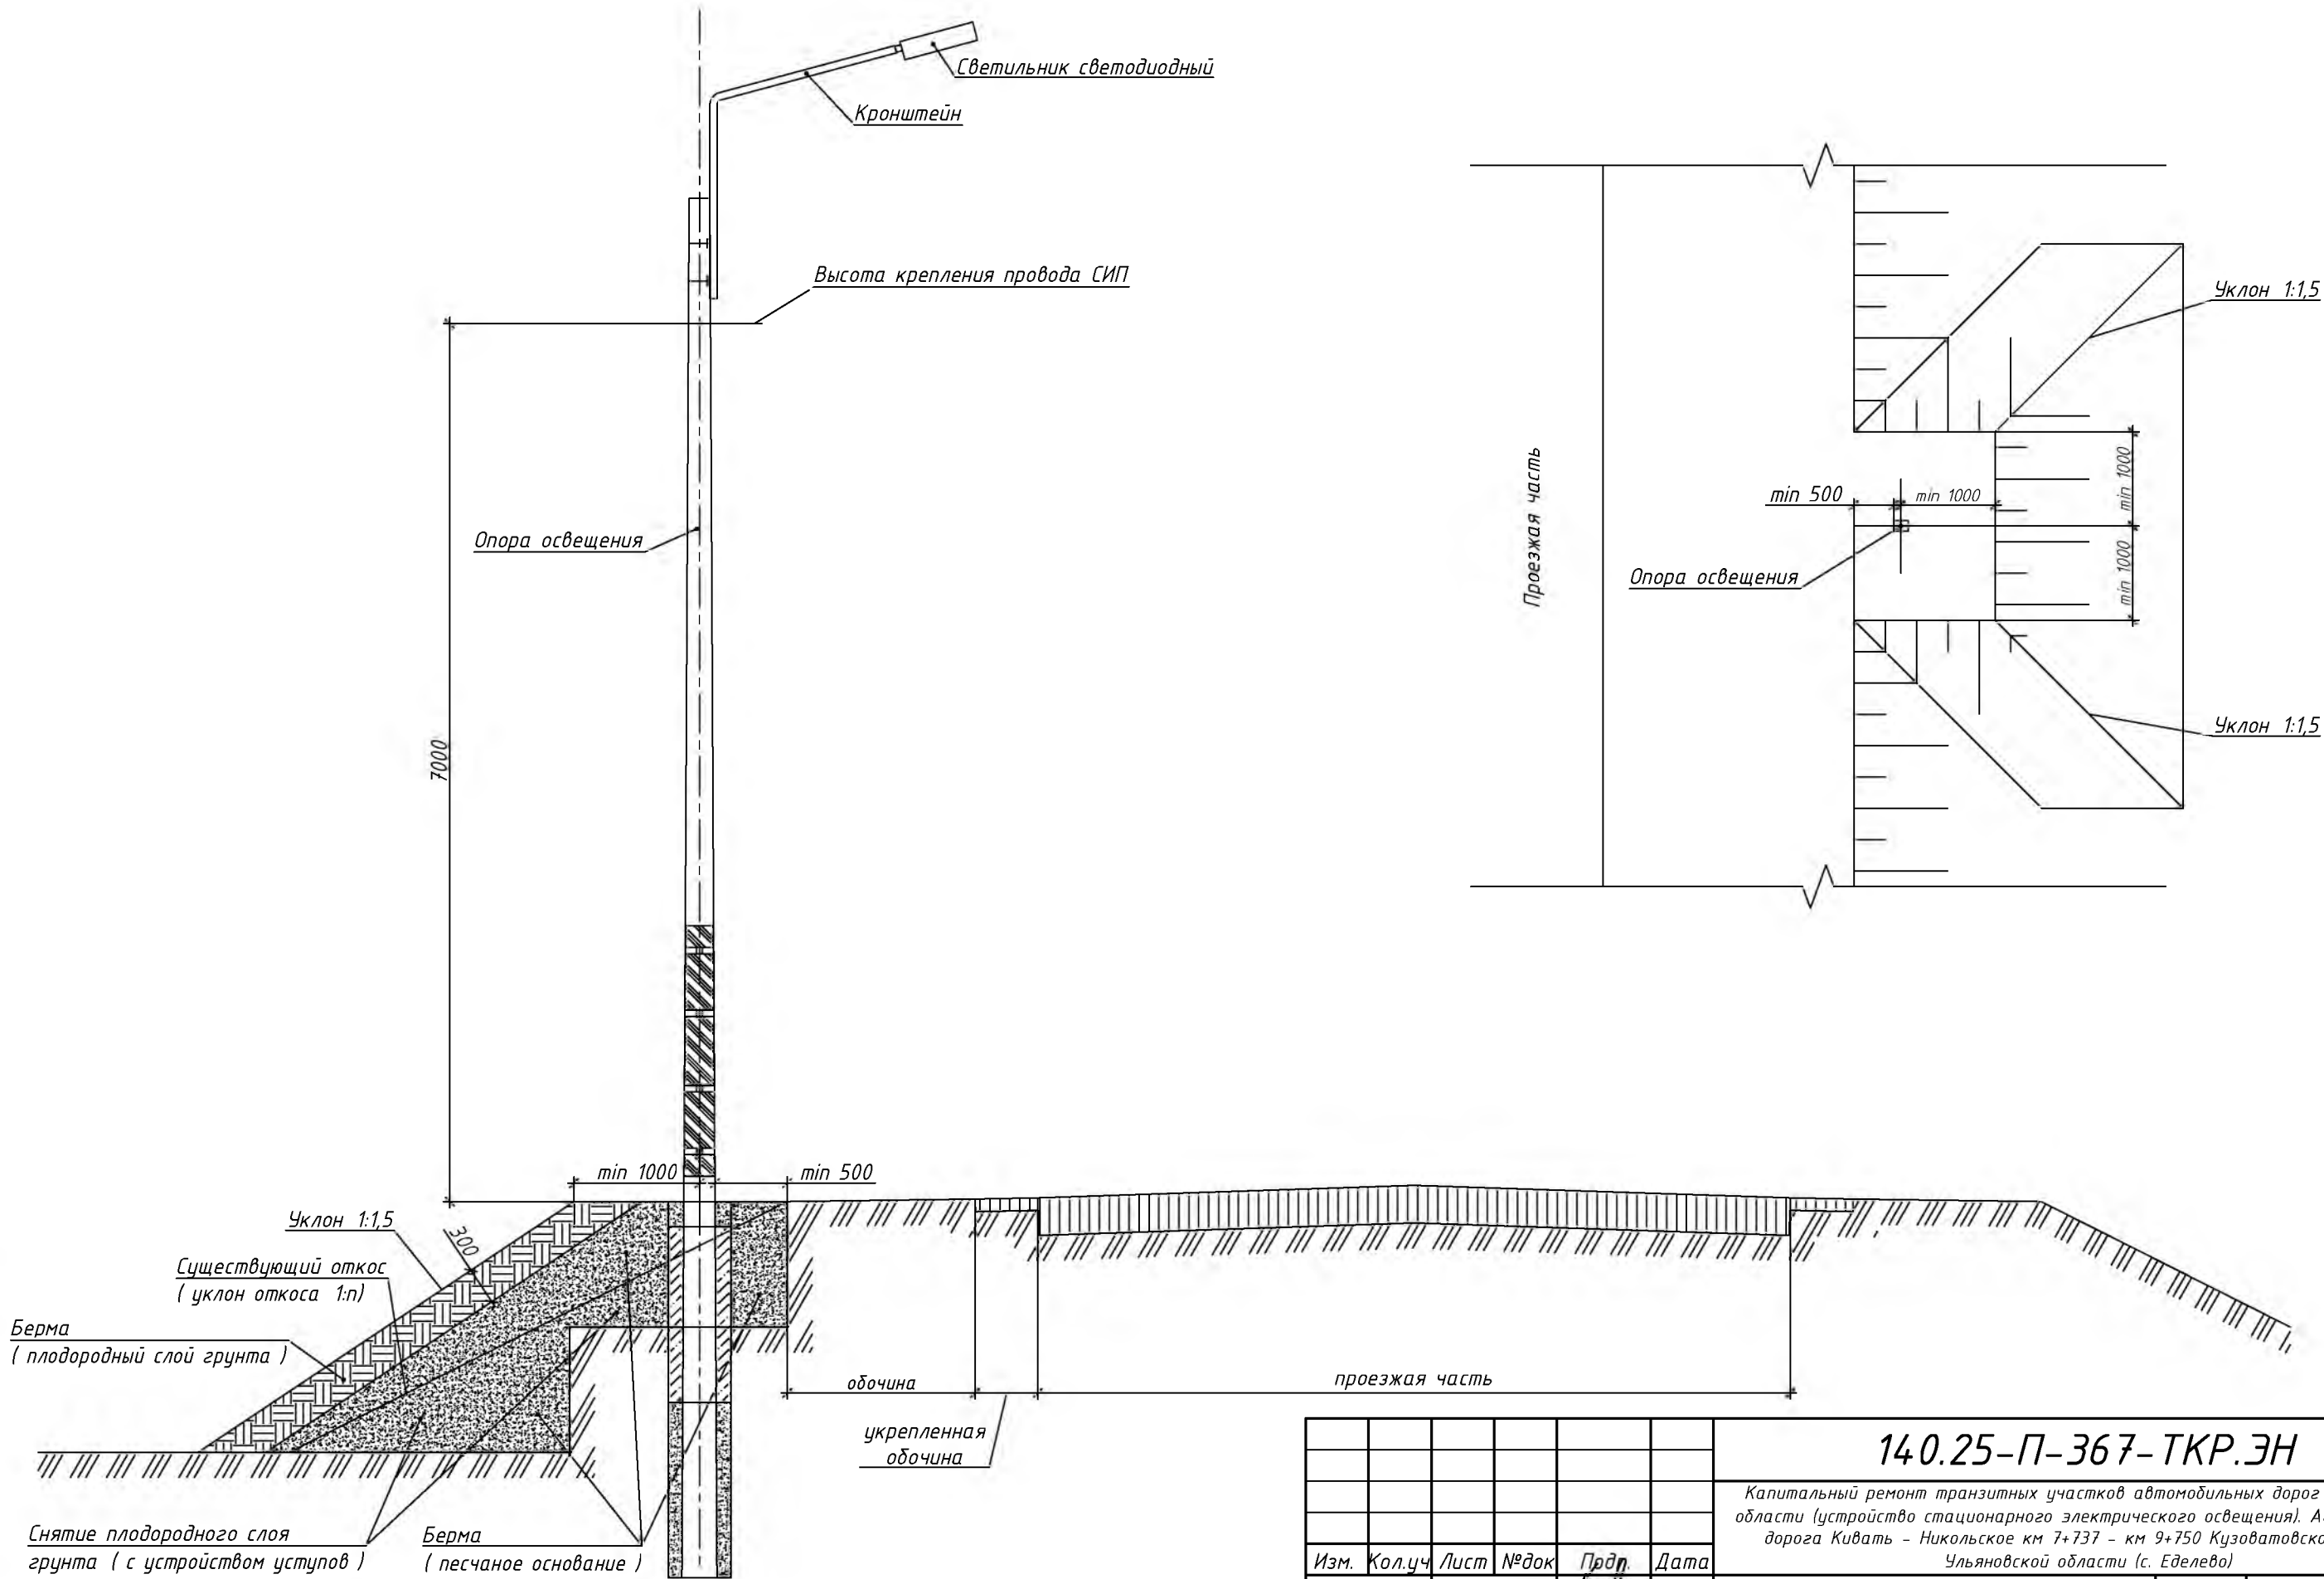 Светильник светодиодный
Кронштейн
Высота крепления провода СИП
Опора освещения
7000
min 1000
min 500
Уклон 1:1,5
300
Существующий откос
( уклон откоса 1:n)
Берма
( плодородный слой грунта )
Снятие плодородного слоя
грунта ( с устройством уступов )
Берма
( песчаное основание )
обочина
укрепленная
обочина
проезжая часть
Проезжая часть
Уклон 1:1,5
min 500
min 1000
min 1000
min 1000
Опора освещения
Уклон 1:1,5
140.25-П-367-ТКР.ЭН
Капитальный ремонт транзитных участков автомобильных дорог
области (устройство стационарного электрического освещения). А
дорога Кивать - Никольское км 7+737 - км 9+750 Кузоватовско
Ульяновской области (с. Еделево)
Изм. Кол.уч Лист №док Подп. Дата